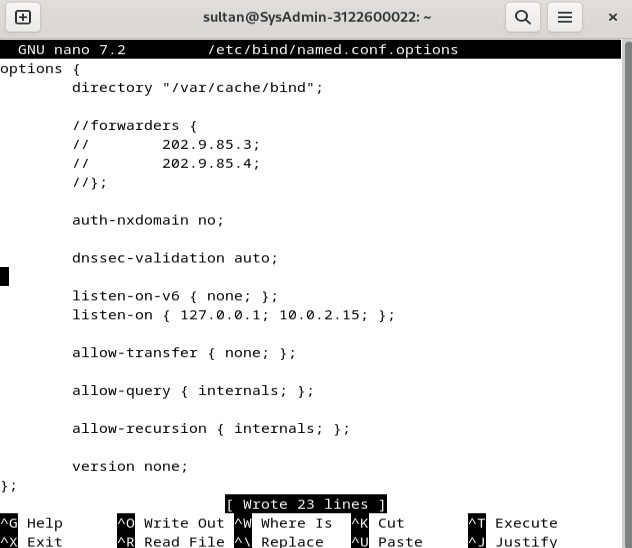 sultan@SysAdmin-3122600022: ~
GNU nano 7.2 /etc/bind/named.conf.options
options {
directory "/var/cache/bind";
//forwarders {
// 202.9.85.3;
// 202.9.85.4;
//};
auth-nxdomain no;
dnssec-validation auto;
listen-on-v6 { none; };
listen-on { 127.0.0.1; 10.0.2.15; };
allow-transfer { none; };
allow-query { internals; };
allow-recursion { internals; };
version none;
};
[ Wrote 23 lines ]
^G Help ^O Write Out ^W Where Is ^K Cut ^T Execute
^X Exit ^R Read File ^\ Replace ^U Paste ^J Justify